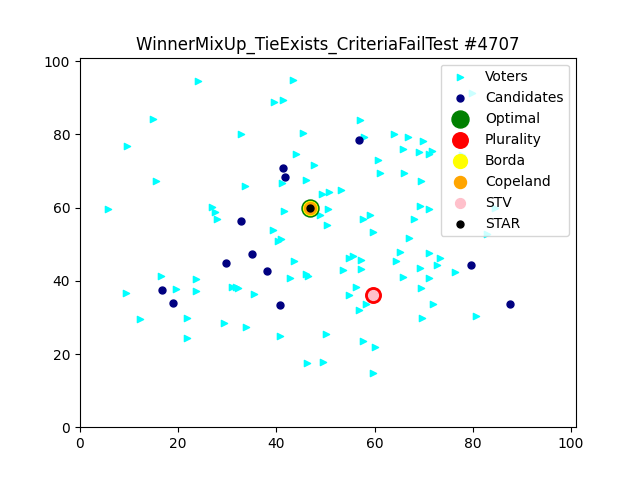 WinnerMixUp_TieExists_CriteriaFailTest #4707
100
80
60
40
20
0
0
20
40
60
80
100
Voters
Candidates
Optimal
Plurality
Borda
Copeland
STV
STAR